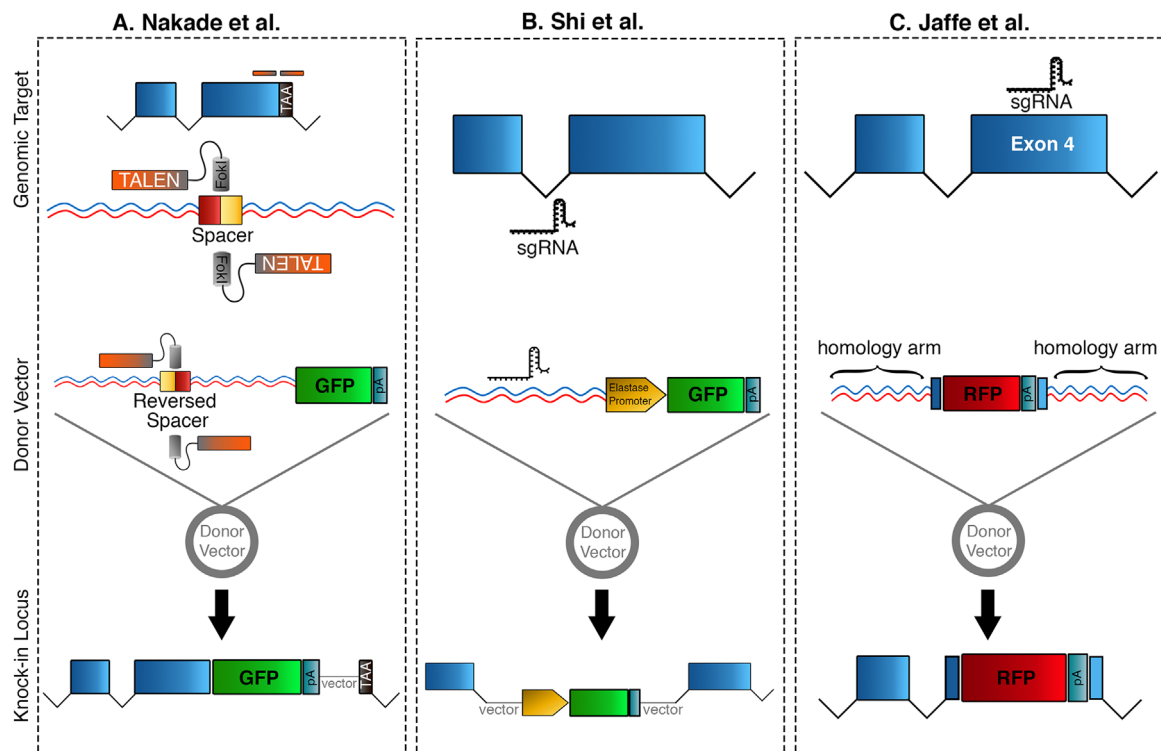 A. Nakade et al.
B. Shi et al.
C. Jaffe et al.
Genomic Target
TAA
TALEN
FokI
Spacer
FokI
TALEN
sgRNA
sgRNA
Exon 4
Donor Vector
Reversed
Spacer
GFP
pA
Donor
Vector
Elastase
Promoter
GFP
pA
Donor
Vector
homology arm
homology arm
RFP
pA
Donor
Vector
Knock-in Locus
GFP
pA
vector
TAA
vector
vector
RFP
pA